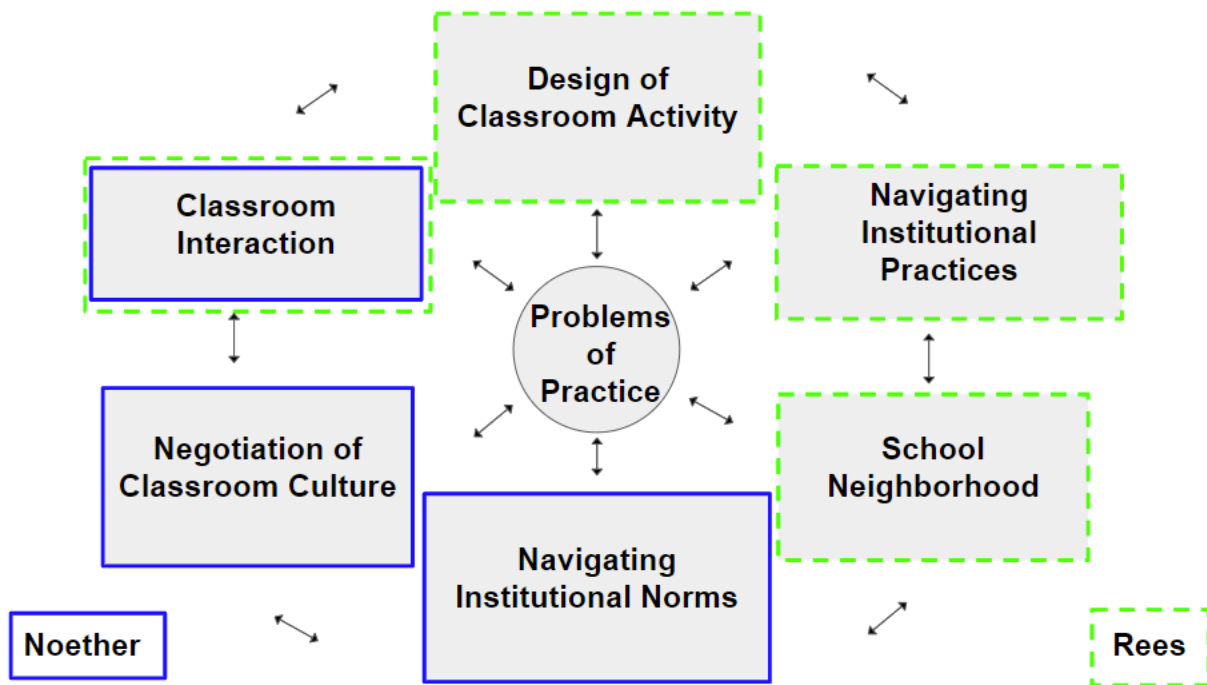 Design of
Classroom Activity
Classroom
Interaction
Navigating
Institutional
Practices
Problems
of
Practice
Negotiation of
Classroom Culture
School
Neighborhood
Navigating
Institutional Norms
Noether
Rees